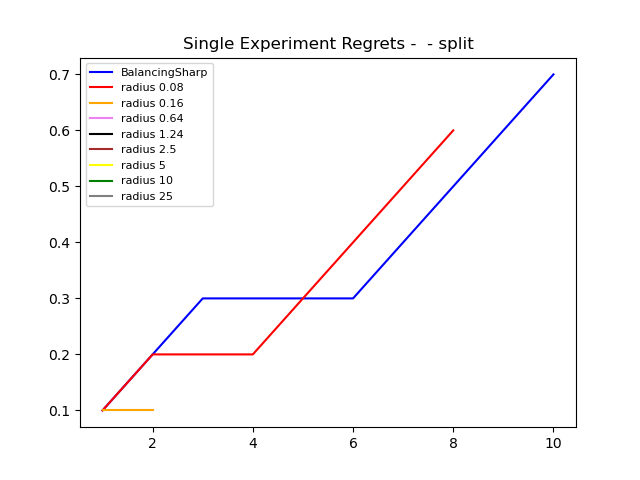 Single Experiment Regrets -  - split
BalancingSharp
radius 0.08
radius 0.16
radius 0.64
radius 1.24
radius 2.5
radius 5
radius 10
radius 25
0.7
0.6
0.5
0.4
0.3
0.2
0.1
2 4 6 8 10